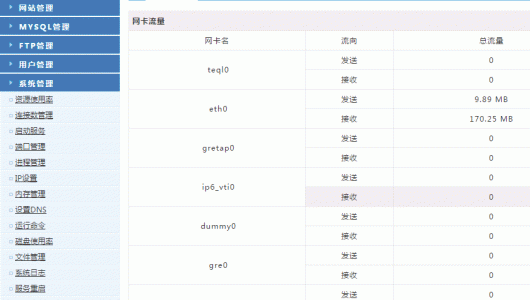 网站管理
MYSQL管理
FTP管理
用户管理
系统管理
资源使用率
连接数管理
启动服务
端口管理
进程管理
IP设置
内存管理
设置DNS
运行命令
磁盘使用率
文件管理
系统日志
服务重启
网卡流量
网卡名 流向 总流量
teql0 发送 0
接收 0
eth0 发送 9.89 MB
接收 170.25 MB
gretap0 发送 0
接收 0
ip6_vti0 发送 0
接收 0
dummy0 发送 0
接收 0
gre0 发送 0
接收 0
发送 0